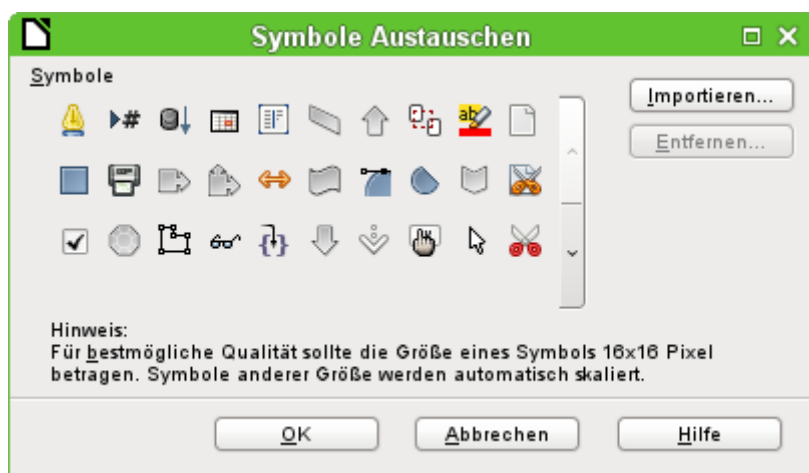 Symbole Austauschen
Symbole
Importieren...
Entfernen...
Hinweis:
Für bestmögliche Qualität sollte die Größe eines Symbols 16x16 Pixel
betragen. Symbole anderer Größe werden automatisch skaliert.
OK
Abbrechen
Hilfe